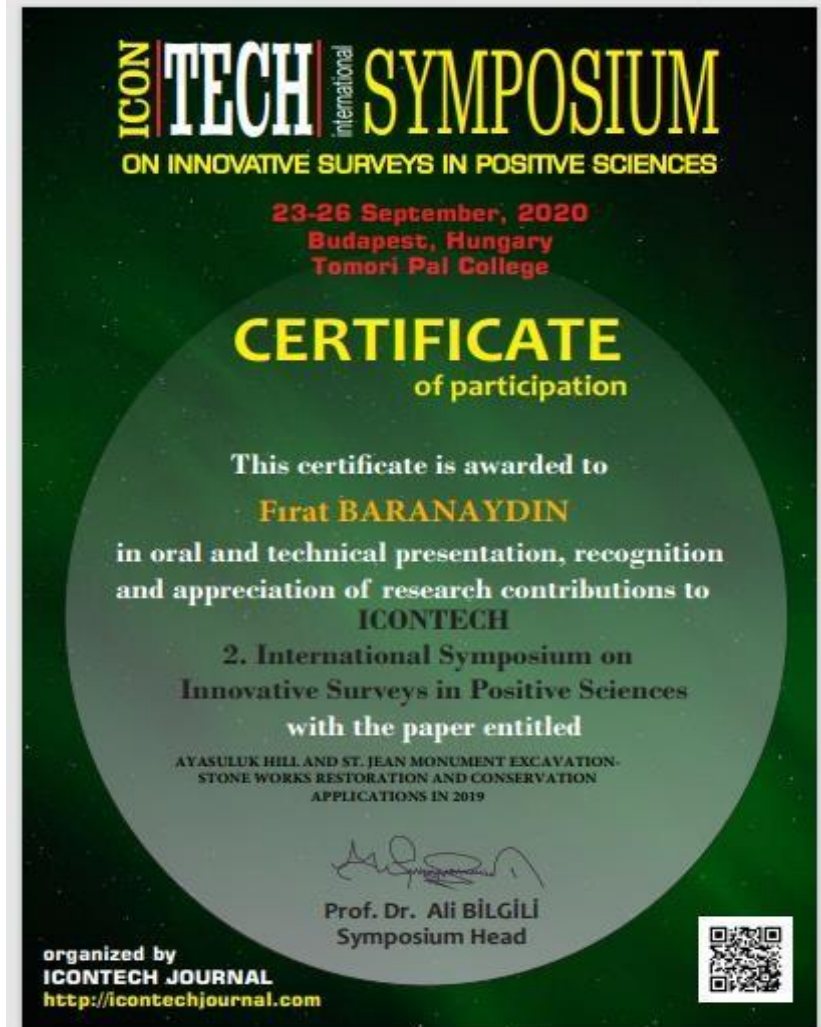 ICON TECH international SYMPOSIUM
ON INNOVATIVE SURVEYS IN POSITIVE SCIENCES
23-26 September, 2020
Budapest, Hungary
Tomori Pal College
CERTIFICATE
of participation
This certificate is awarded to
Fırat BARANAYDIN
in oral and technical presentation, recognition
and appreciation of research contributions to
ICONTECH
2. International Symposium on
Innovative Surveys in Positive Sciences
with the paper entitled
AYASULUK HILL AND ST. JEAN MONUMENT EXCAVATION-
STONE WORKS RESTORATION AND CONSERVATION
APPLICATIONS IN 2019
Prof. Dr. Ali BİLGİLİ
Symposium Head
organized by
ICONTECH JOURNAL
http://icontechjournal.com